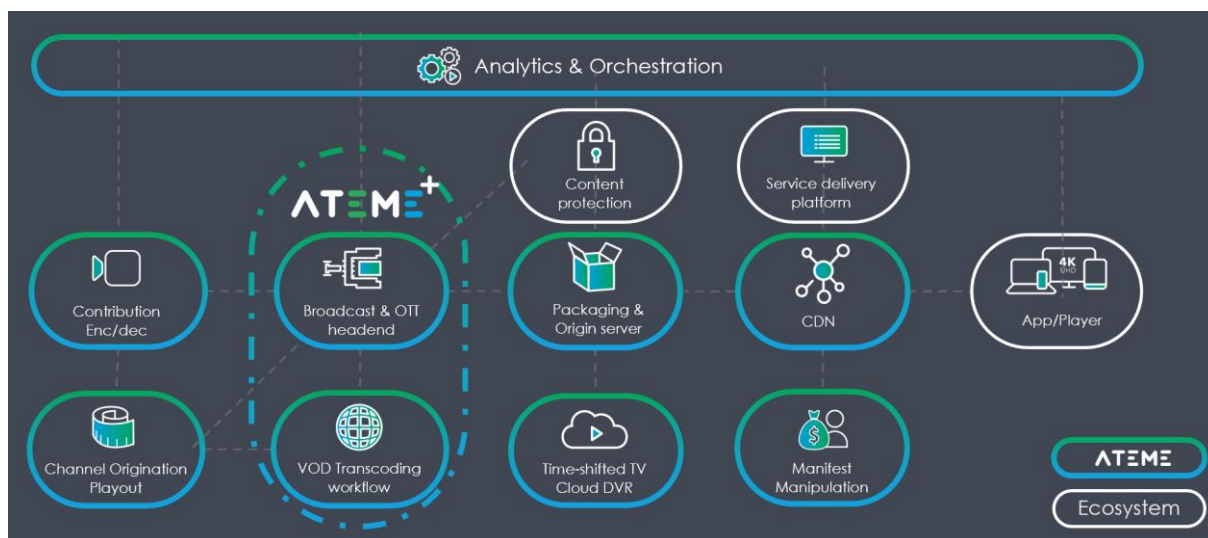 Analytics & Orchestration
Content
protection
Service delivery
platform
ATEME+
Contribution
Enc/dec
Broadcast & OTT
headend
Packaging &
Origin server
CDN
4K
UHD
App/Player
Channel Origination
Playout
VOD Transcoding
workflow
Time-shifted TV
Cloud DVR
$
Manifest
Manipulation
ATEME
Ecosystem